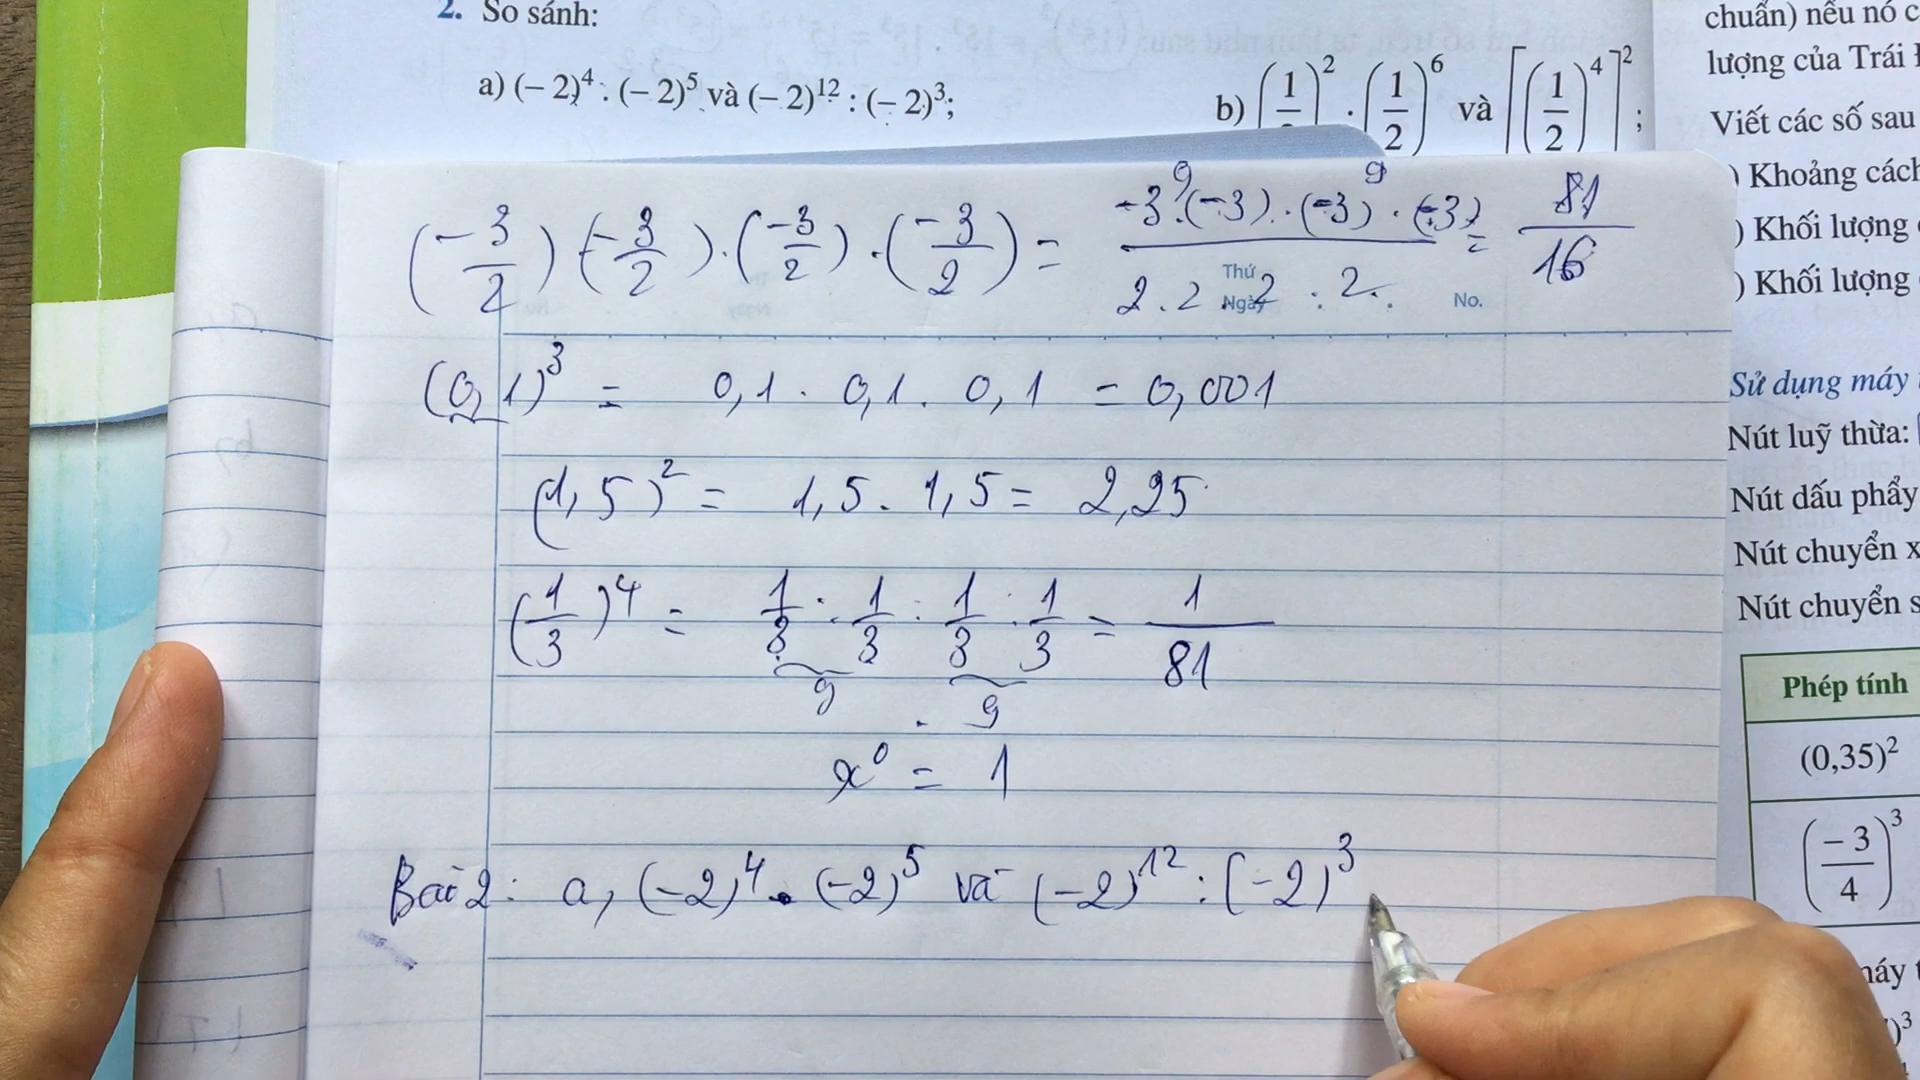 2. So sánh:
a) (– 2)⁴ . (– 2)⁵ và (– 2)¹² : (– 2)³;
b) (1/2)² . (1/2)⁶ và [(1/2)⁴]²;
(-3/2) (-3/2) . (-3/2) . (-3/2) = -3 . (-3) . (-3) . (-3) / 2 . 2 . 2 . 2 = 81/16
9 9
Thứ
Ngày
No.
(0,1)³ = 0,1 . 0,1 . 0,1 = 0,001
(1,5)² = 1,5 . 1,5 = 2,25
(1/3)⁴ = 1/3 . 1/3 . 1/3 . 1/3 = 1/81
9 . 9
x⁰ = 1
Bài 2: a, (-2)⁴ . (-2)⁵ và (-2)¹² : (-2)³
chuẩn) nếu nó c
lượng của Trái
Viết các số sau
) Khoảng cách
) Khối lượng
) Khối lượng
Sử dụng máy
Nút luỹ thừa:
Nút dấu phẩy
Nút chuyển x
Nút chuyển s
Phép tính
(0,35)²
(–3/4)³
máy t
)³